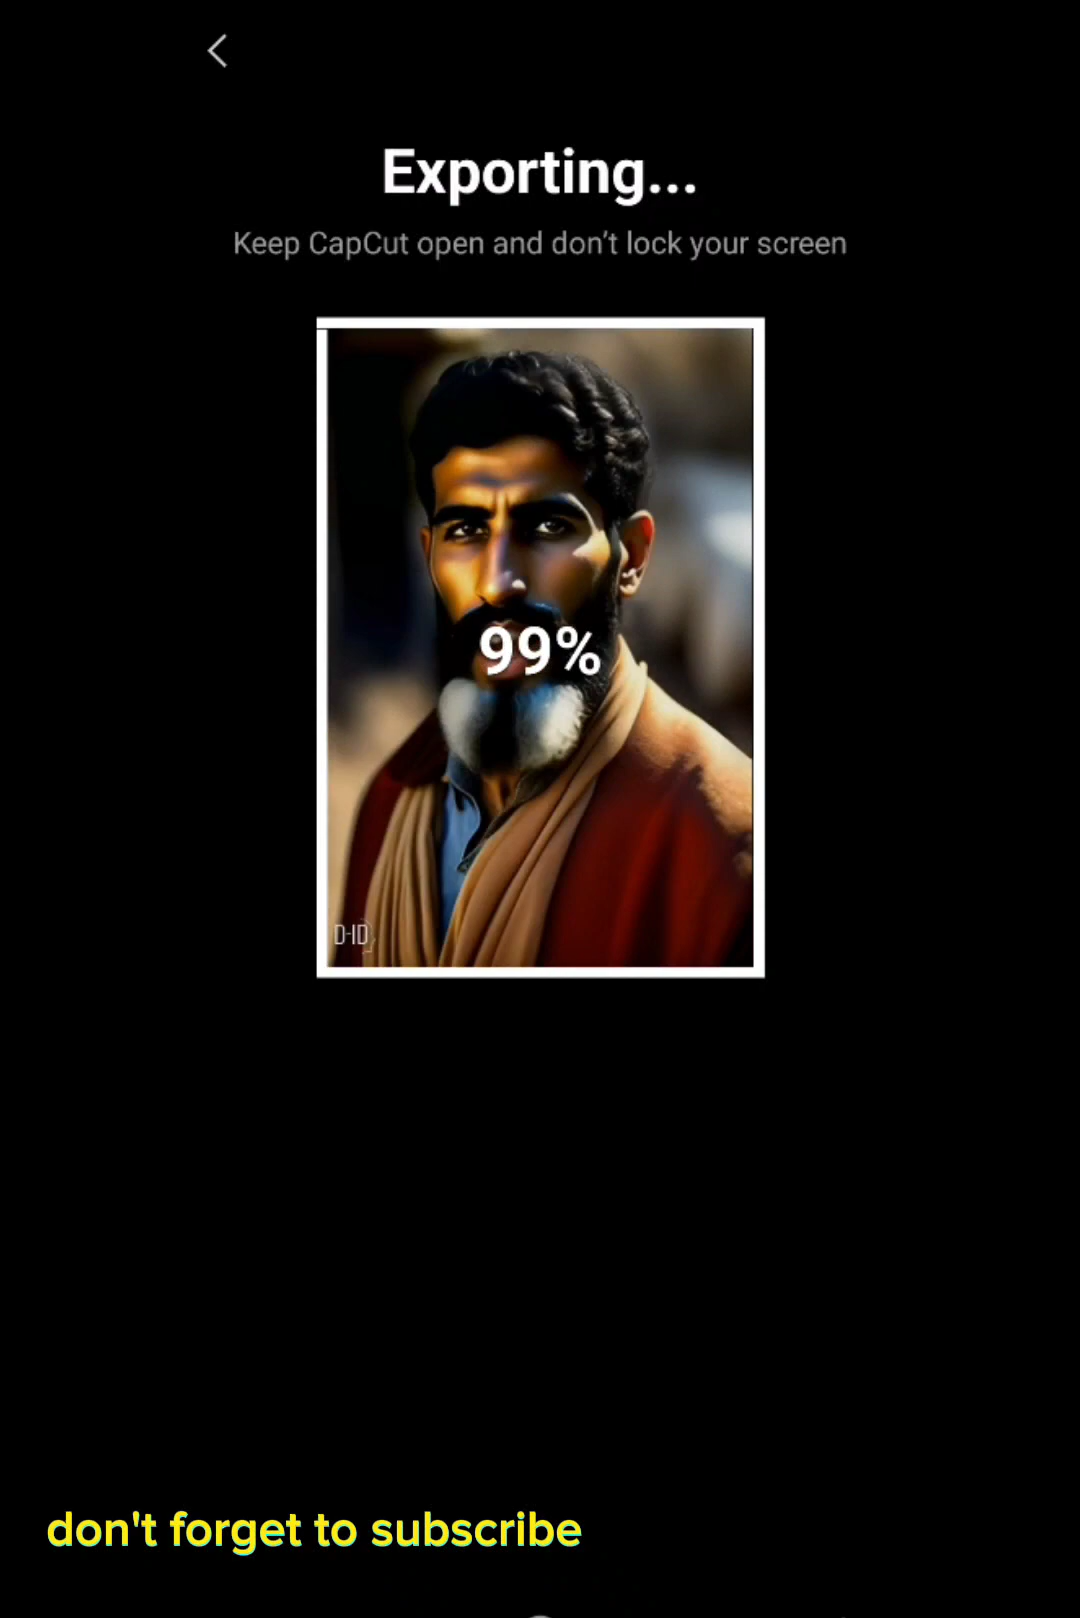 Exporting...
Keep CapCut open and don’t lock your screen
99%
D-ID
don't forget to subscribe